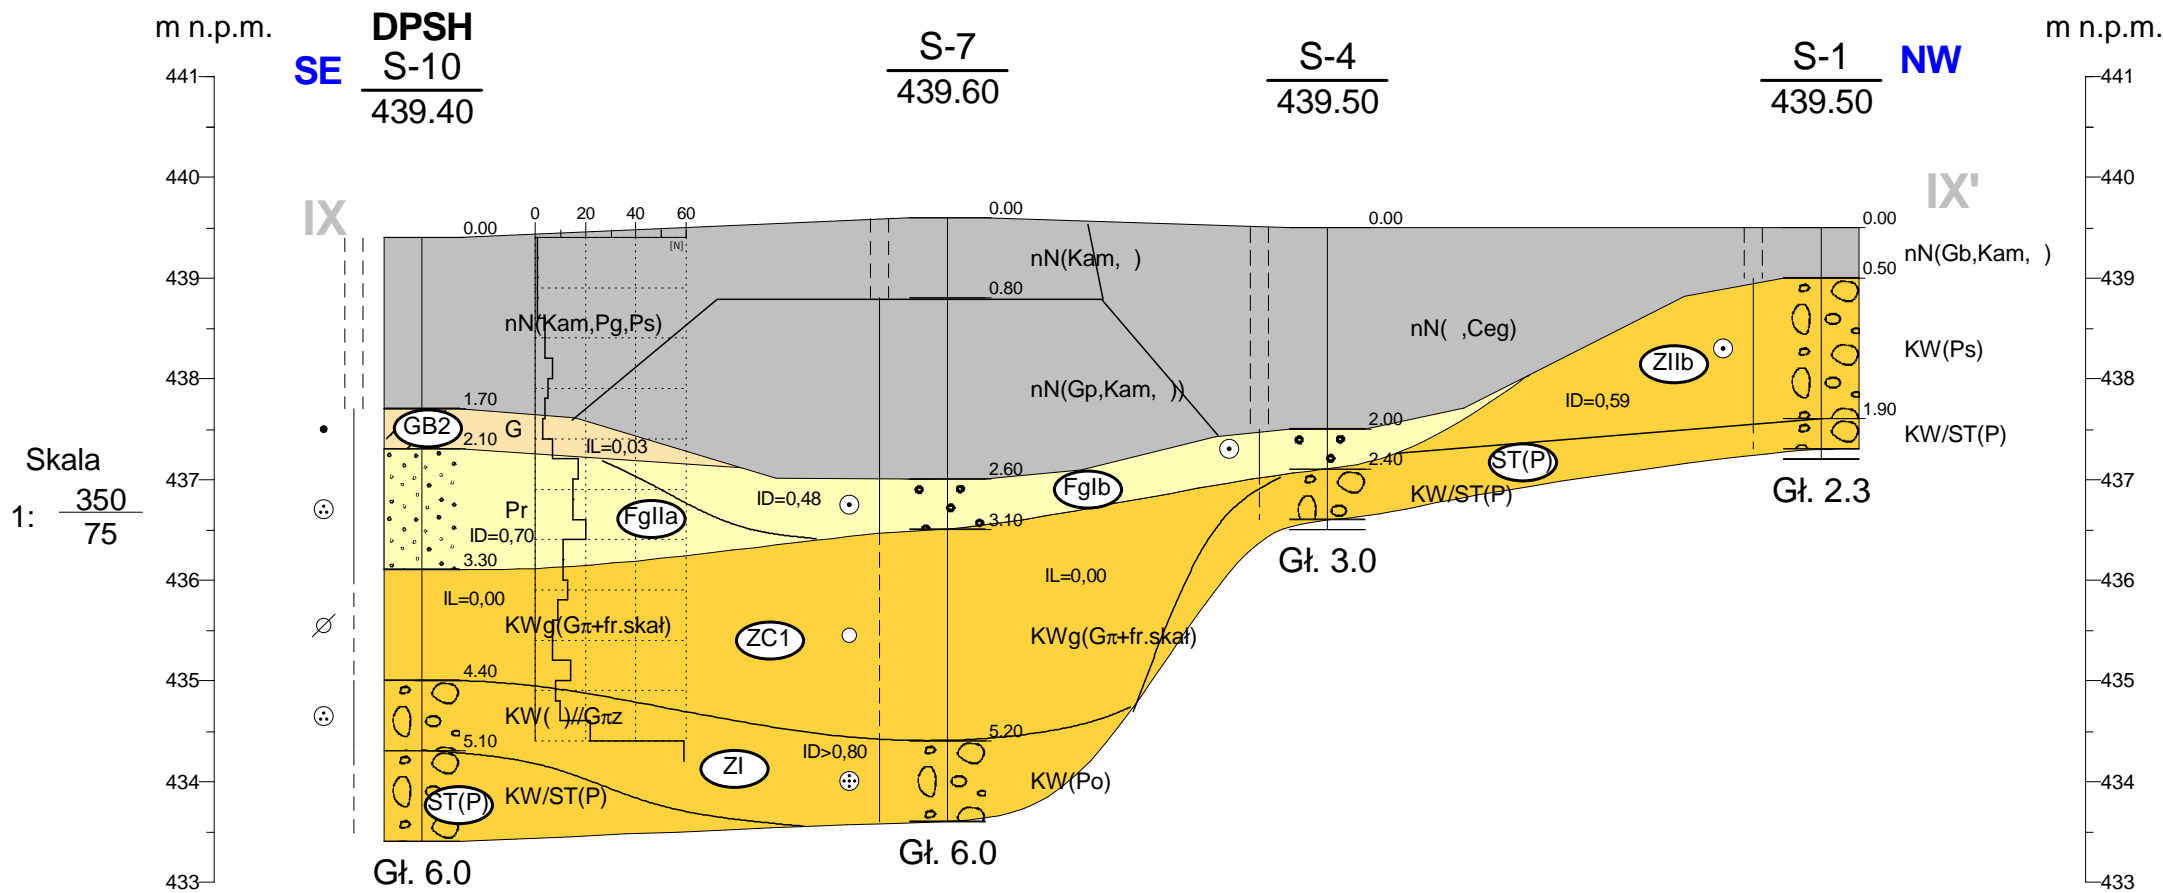 m n.p.m.
DPSH
SE
S-10
439.40
S-7
439.60
S-4
439.50
S-1
439.50
NW
m n.p.m.
441
440
439
438
437
436
435
434
433
441
440
439
438
437
436
435
434
433
Skala
1: 350
75
IX
IX'
0 20 40 60
[N]
0.00
nN(Kam,Pg,Ps)
1.70
GB2
G
2.10
IL=0,03
Pr
FgIIa
ID=0,70
3.30
IL=0,00
KWg(Gπ+fr.skał)
4.40
KW( )//Gπz
5.10
KW/ST(P)
ST(P)
Gł. 6.0
0.00
nN(Kam, )
0.80
nN(Gp,Kam, ))
2.60
ID=0,48
FgIb
3.10
IL=0,00
ZC1
KWg(Gπ+fr.skał)
5.20
ID>0,80
ZI
KW(Po)
Gł. 6.0
0.00
nN( ,Ceg)
2.00
2.40
KW/ST(P)
Gł. 3.0
ZIIb
ID=0,59
ST(P)
0.00
nN(Gb,Kam, )
0.50
KW(Ps)
1.90
KW/ST(P)
Gł. 2.3